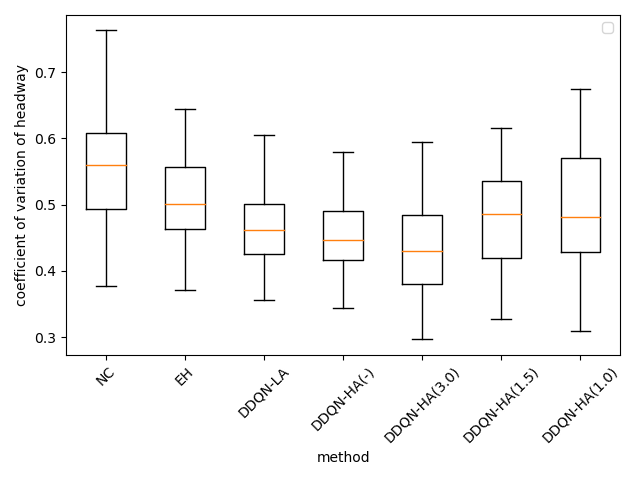 coefficient of variation of headway
0.7
0.6
0.5
0.4
0.3
NC
EH
DDQN-LA
DDQN-HA(-)
DDQN-HA(3.0)
DDQN-HA(1.5)
DDQN-HA(1.0)
method